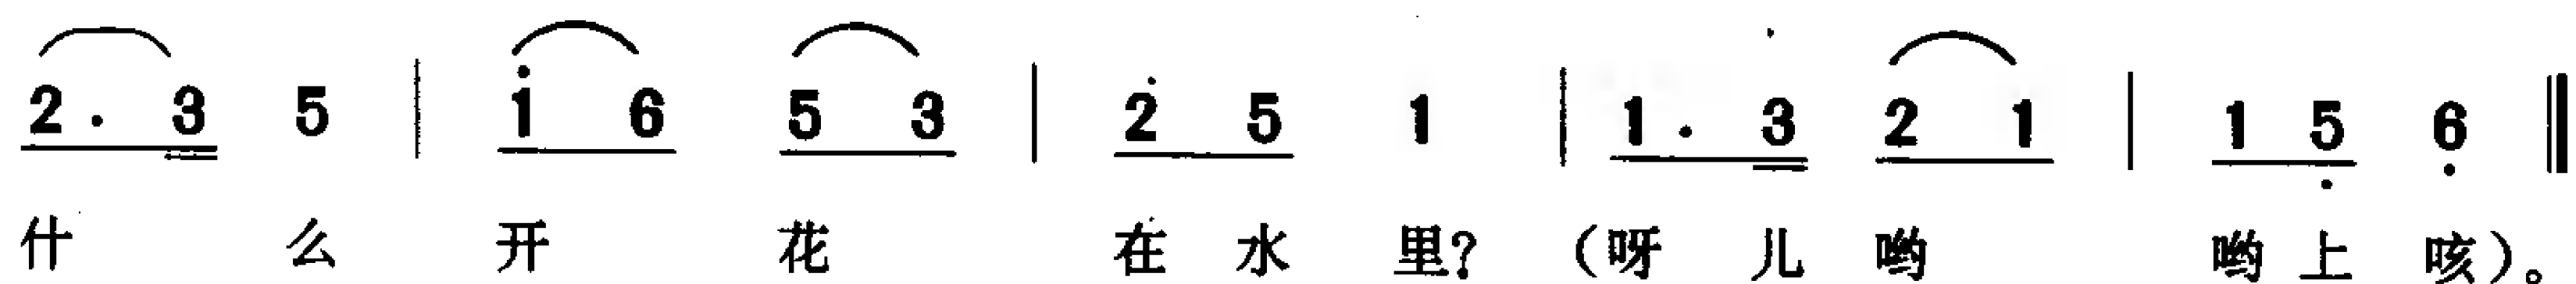 2. 3 5 | i̇ 6 5 3 | 2̇ 5 1 | 1. 3 2 1 | 1 5̣ 6̣ ‖
什 么 开 花 在 水 里？（呀 儿 哟 哟 上 咳）。